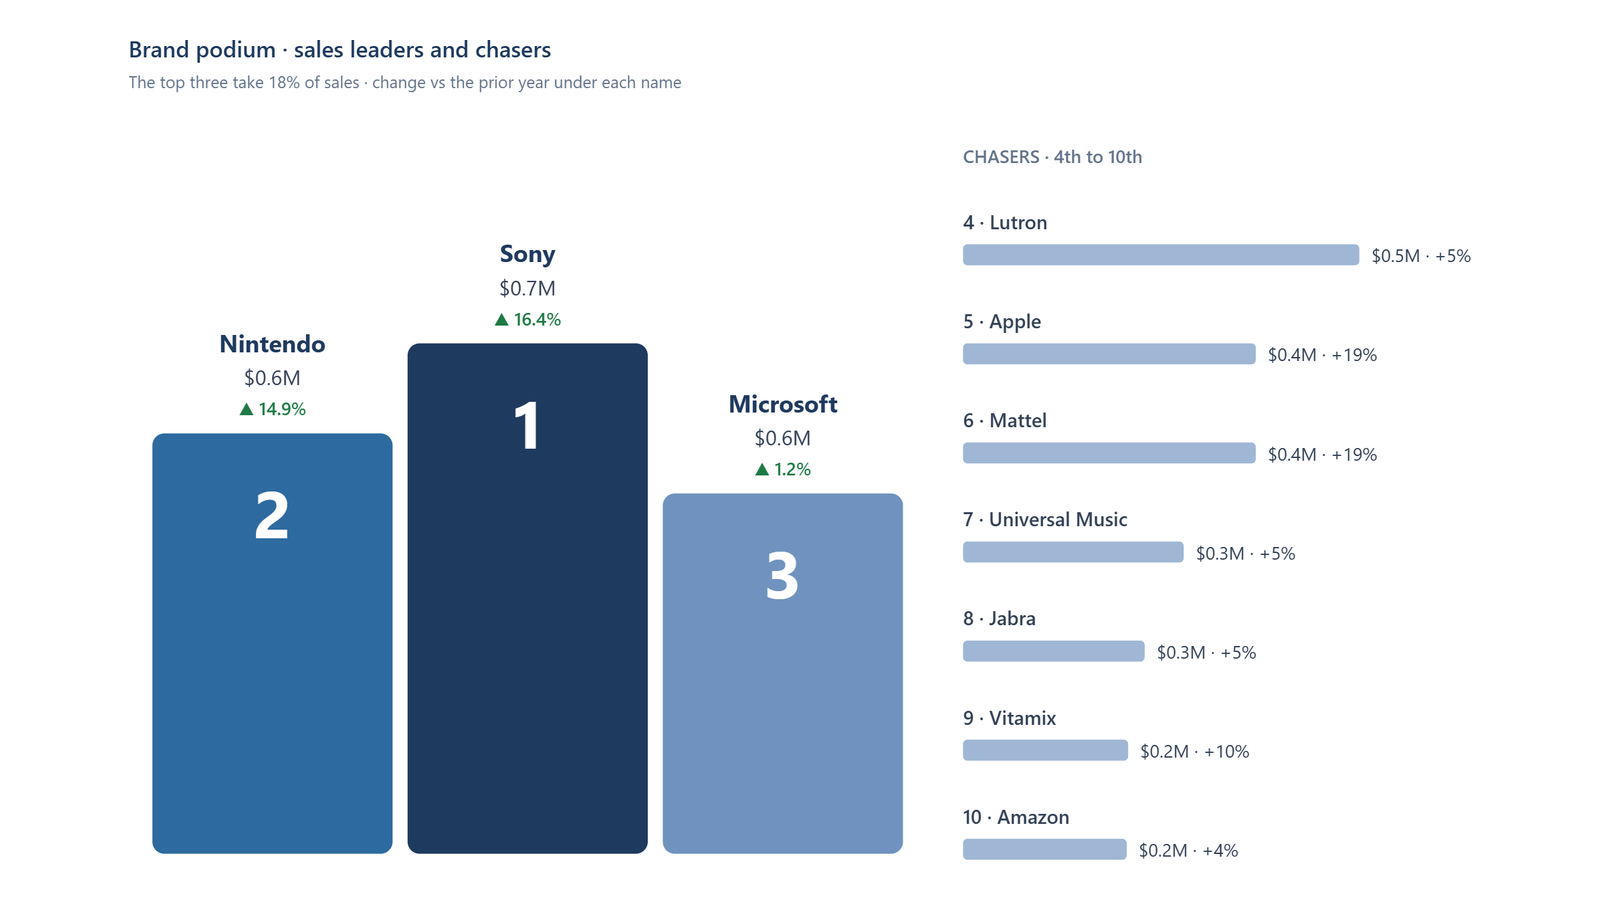 Brand podium · sales leaders and chasers
The top three take 18% of sales · change vs the prior year under each name
Nintendo
$0.6M
▲ 14.9%
2
Sony
$0.7M
▲ 16.4%
1
Microsoft
$0.6M
▲ 1.2%
3
CHASERS · 4th to 10th
4 · Lutron
$0.5M · +5%
5 · Apple
$0.4M · +19%
6 · Mattel
$0.4M · +19%
7 · Universal Music
$0.3M · +5%
8 · Jabra
$0.3M · +5%
9 · Vitamix
$0.2M · +10%
10 · Amazon
$0.2M · +4%